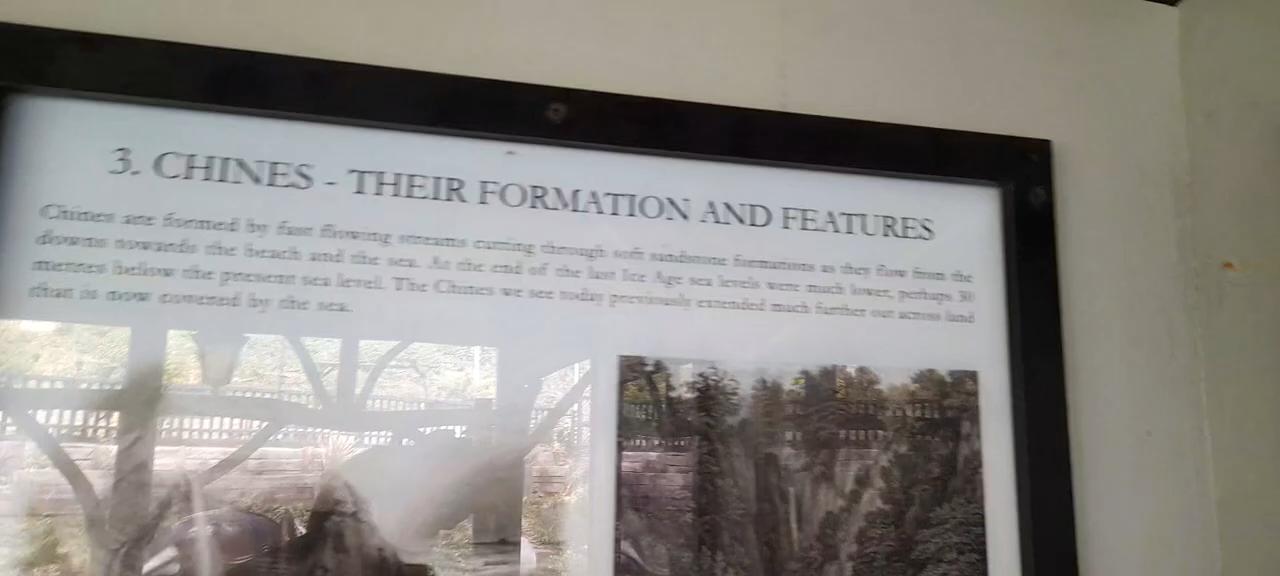 3. CHINES - THEIR FORMATION AND FEATURES
Chines are formed by fast flowing streams cutting through soft sandstone formations as they flow from the
downs towards the beach and the sea. At the end of the last Ice Age sea levels were much lower, perhaps 30
metres below the present sea level. The Chines we see today previously extended much further out across land
that is now covered by the sea.